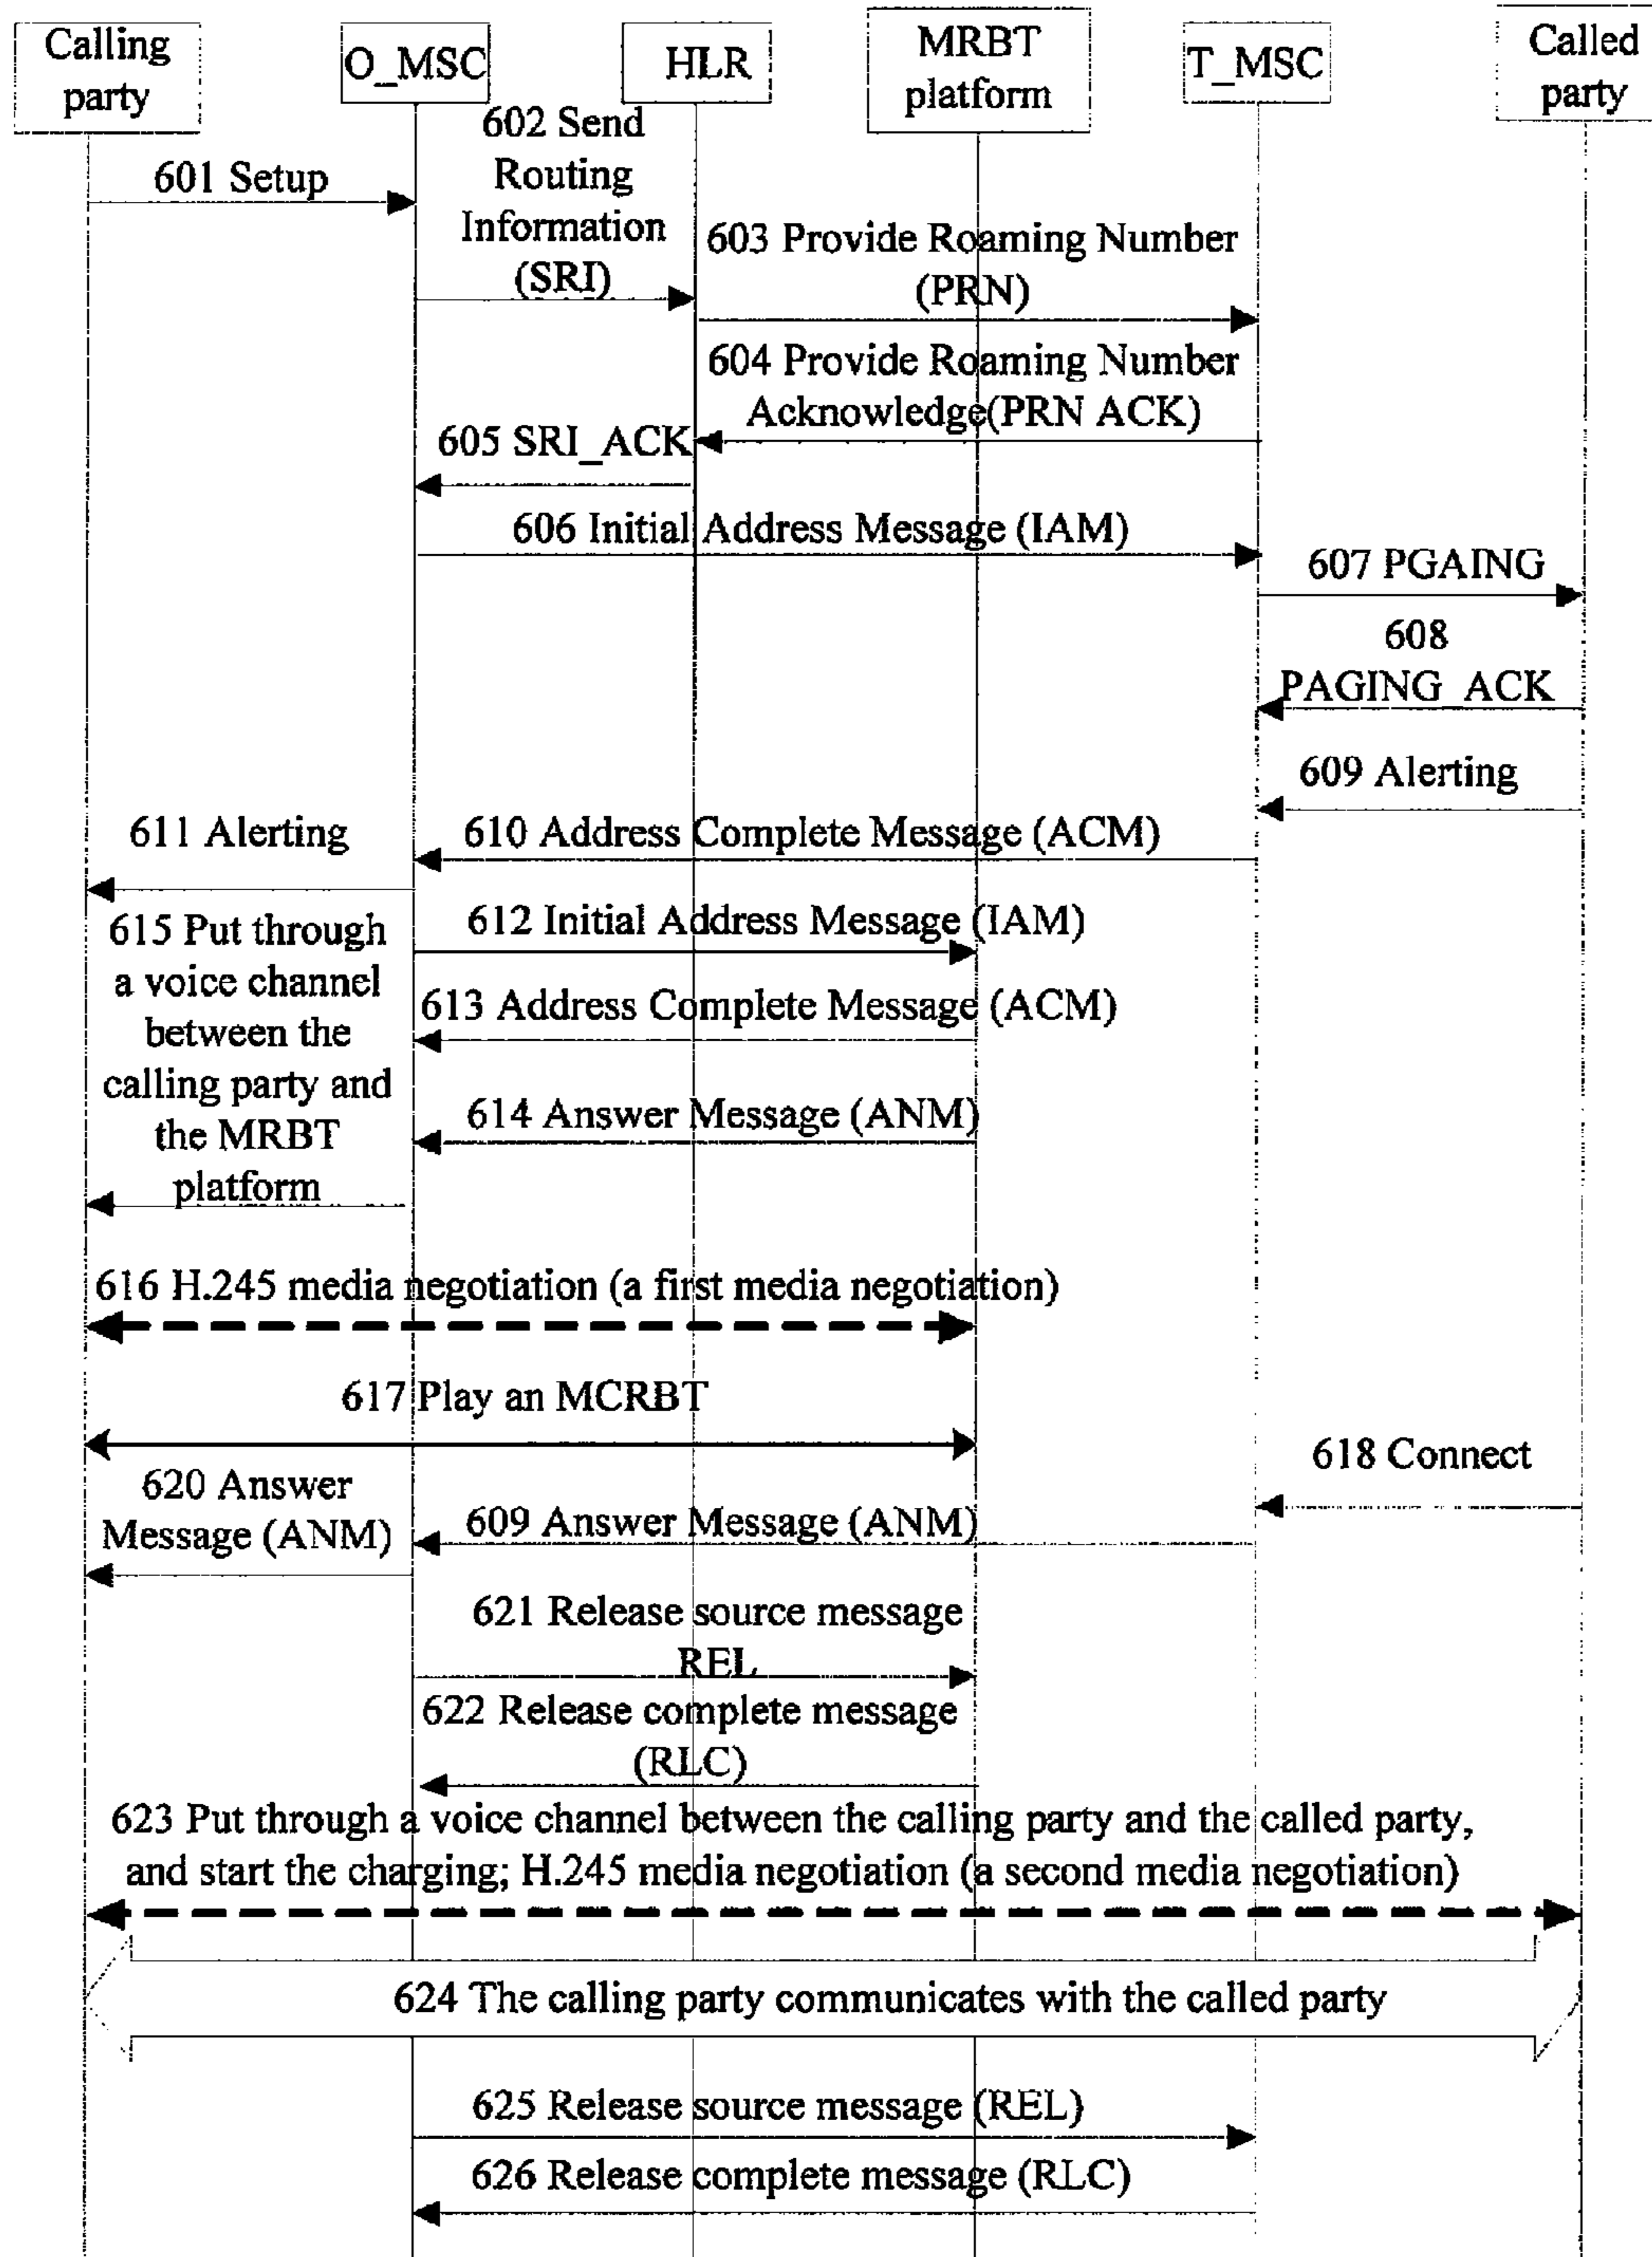 Calling
party
O_MSC
HLR
MRBT
platform
T_MSC
Called
party
601 Setup
602 Send
Routing
Information
(SRI)
603 Provide Roaming Number
(PRN)
604 Provide Roaming Number
Acknowledge(PRN ACK)
605 SRI_ACK
606 Initial Address Message (IAM)
607 PGAING
608
PAGING_ACK
609 Alerting
610 Address Complete Message (ACM)
611 Alerting
612 Initial Address Message (IAM)
613 Address Complete Message (ACM)
614 Answer Message (ANM)
615 Put through
a voice channel
between the
calling party and
the MRBT
platform
616 H.245 media negotiation (a first media negotiation)
617 Play an MCRBT
618 Connect
609 Answer Message (ANM)
620 Answer
Message (ANM)
621 Release source message
REL
622 Release complete message
(RLC)
623 Put through a voice channel between the calling party and the called party,
and start the charging; H.245 media negotiation (a second media negotiation)
624 The calling party communicates with the called party
625 Release source message (REL)
626 Release complete message (RLC)